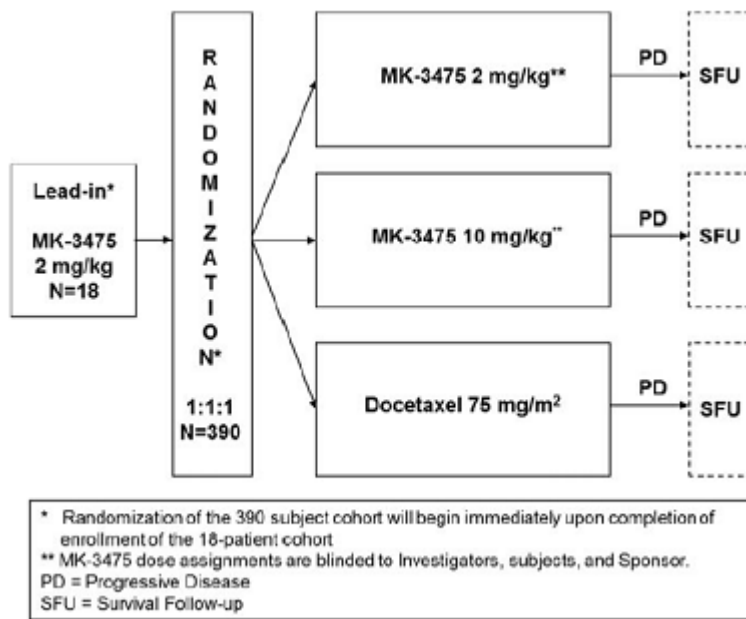 Lead-in*
MK-3475
2 mg/kg
N=18
RANDOMIZATION*
1:1:1
N=390
MK-3475 2 mg/kg**
PD
SFU
MK-3475 10 mg/kg**
PD
SFU
Docetaxel 75 mg/m²
PD
SFU
* Randomization of the 390 subject cohort will begin immediately upon completion of
enrollment of the 18-patient cohort
** MK-3475 dose assignments are blinded to Investigators, subjects, and Sponsor.
PD = Progressive Disease
SFU = Survival Follow-up